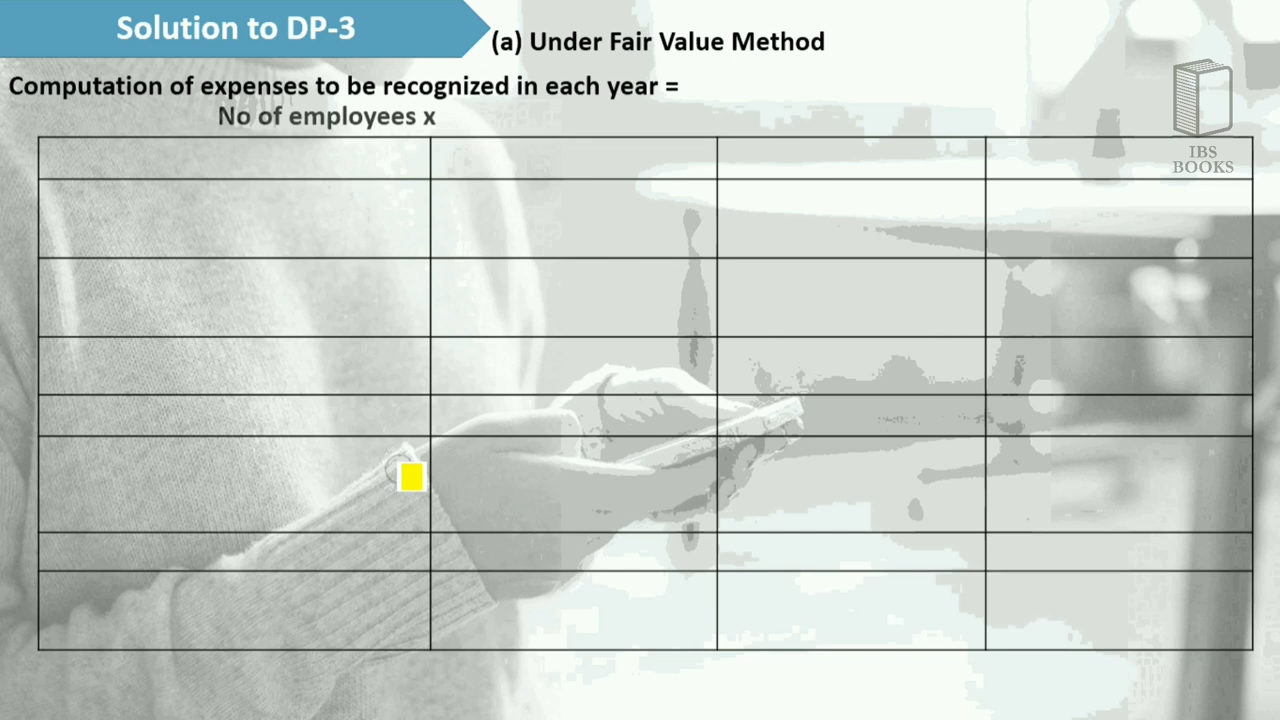 Solution to DP-3
(a) Under Fair Value Method
Computation of expenses to be recognized in each year =
No of employees x
IBS
BOOKS